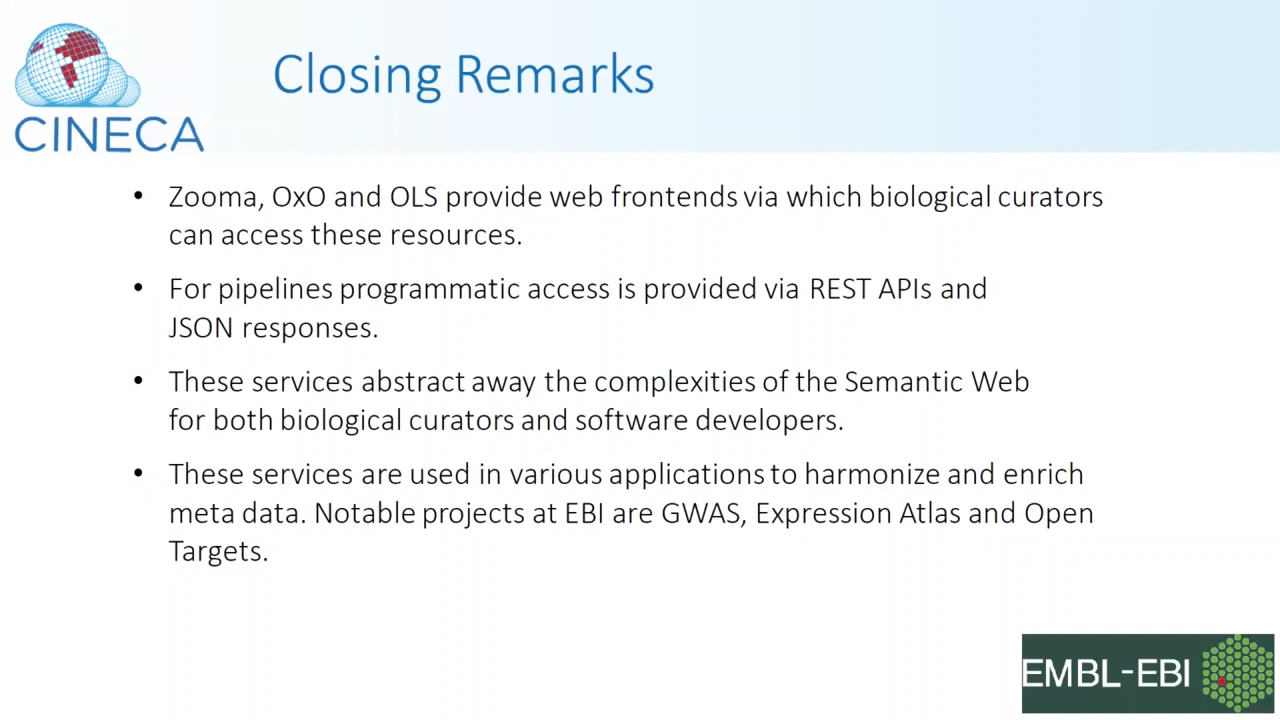 Closing Remarks
CINECA
• Zooma, OxO and OLS provide web frontends via which biological curators
can access these resources.
• For pipelines programmatic access is provided via REST APIs and
JSON responses.
• These services abstract away the complexities of the Semantic Web
for both biological curators and software developers.
• These services are used in various applications to harmonize and enrich
meta data. Notable projects at EBI are GWAS, Expression Atlas and Open
Targets.
EMBL-EBI